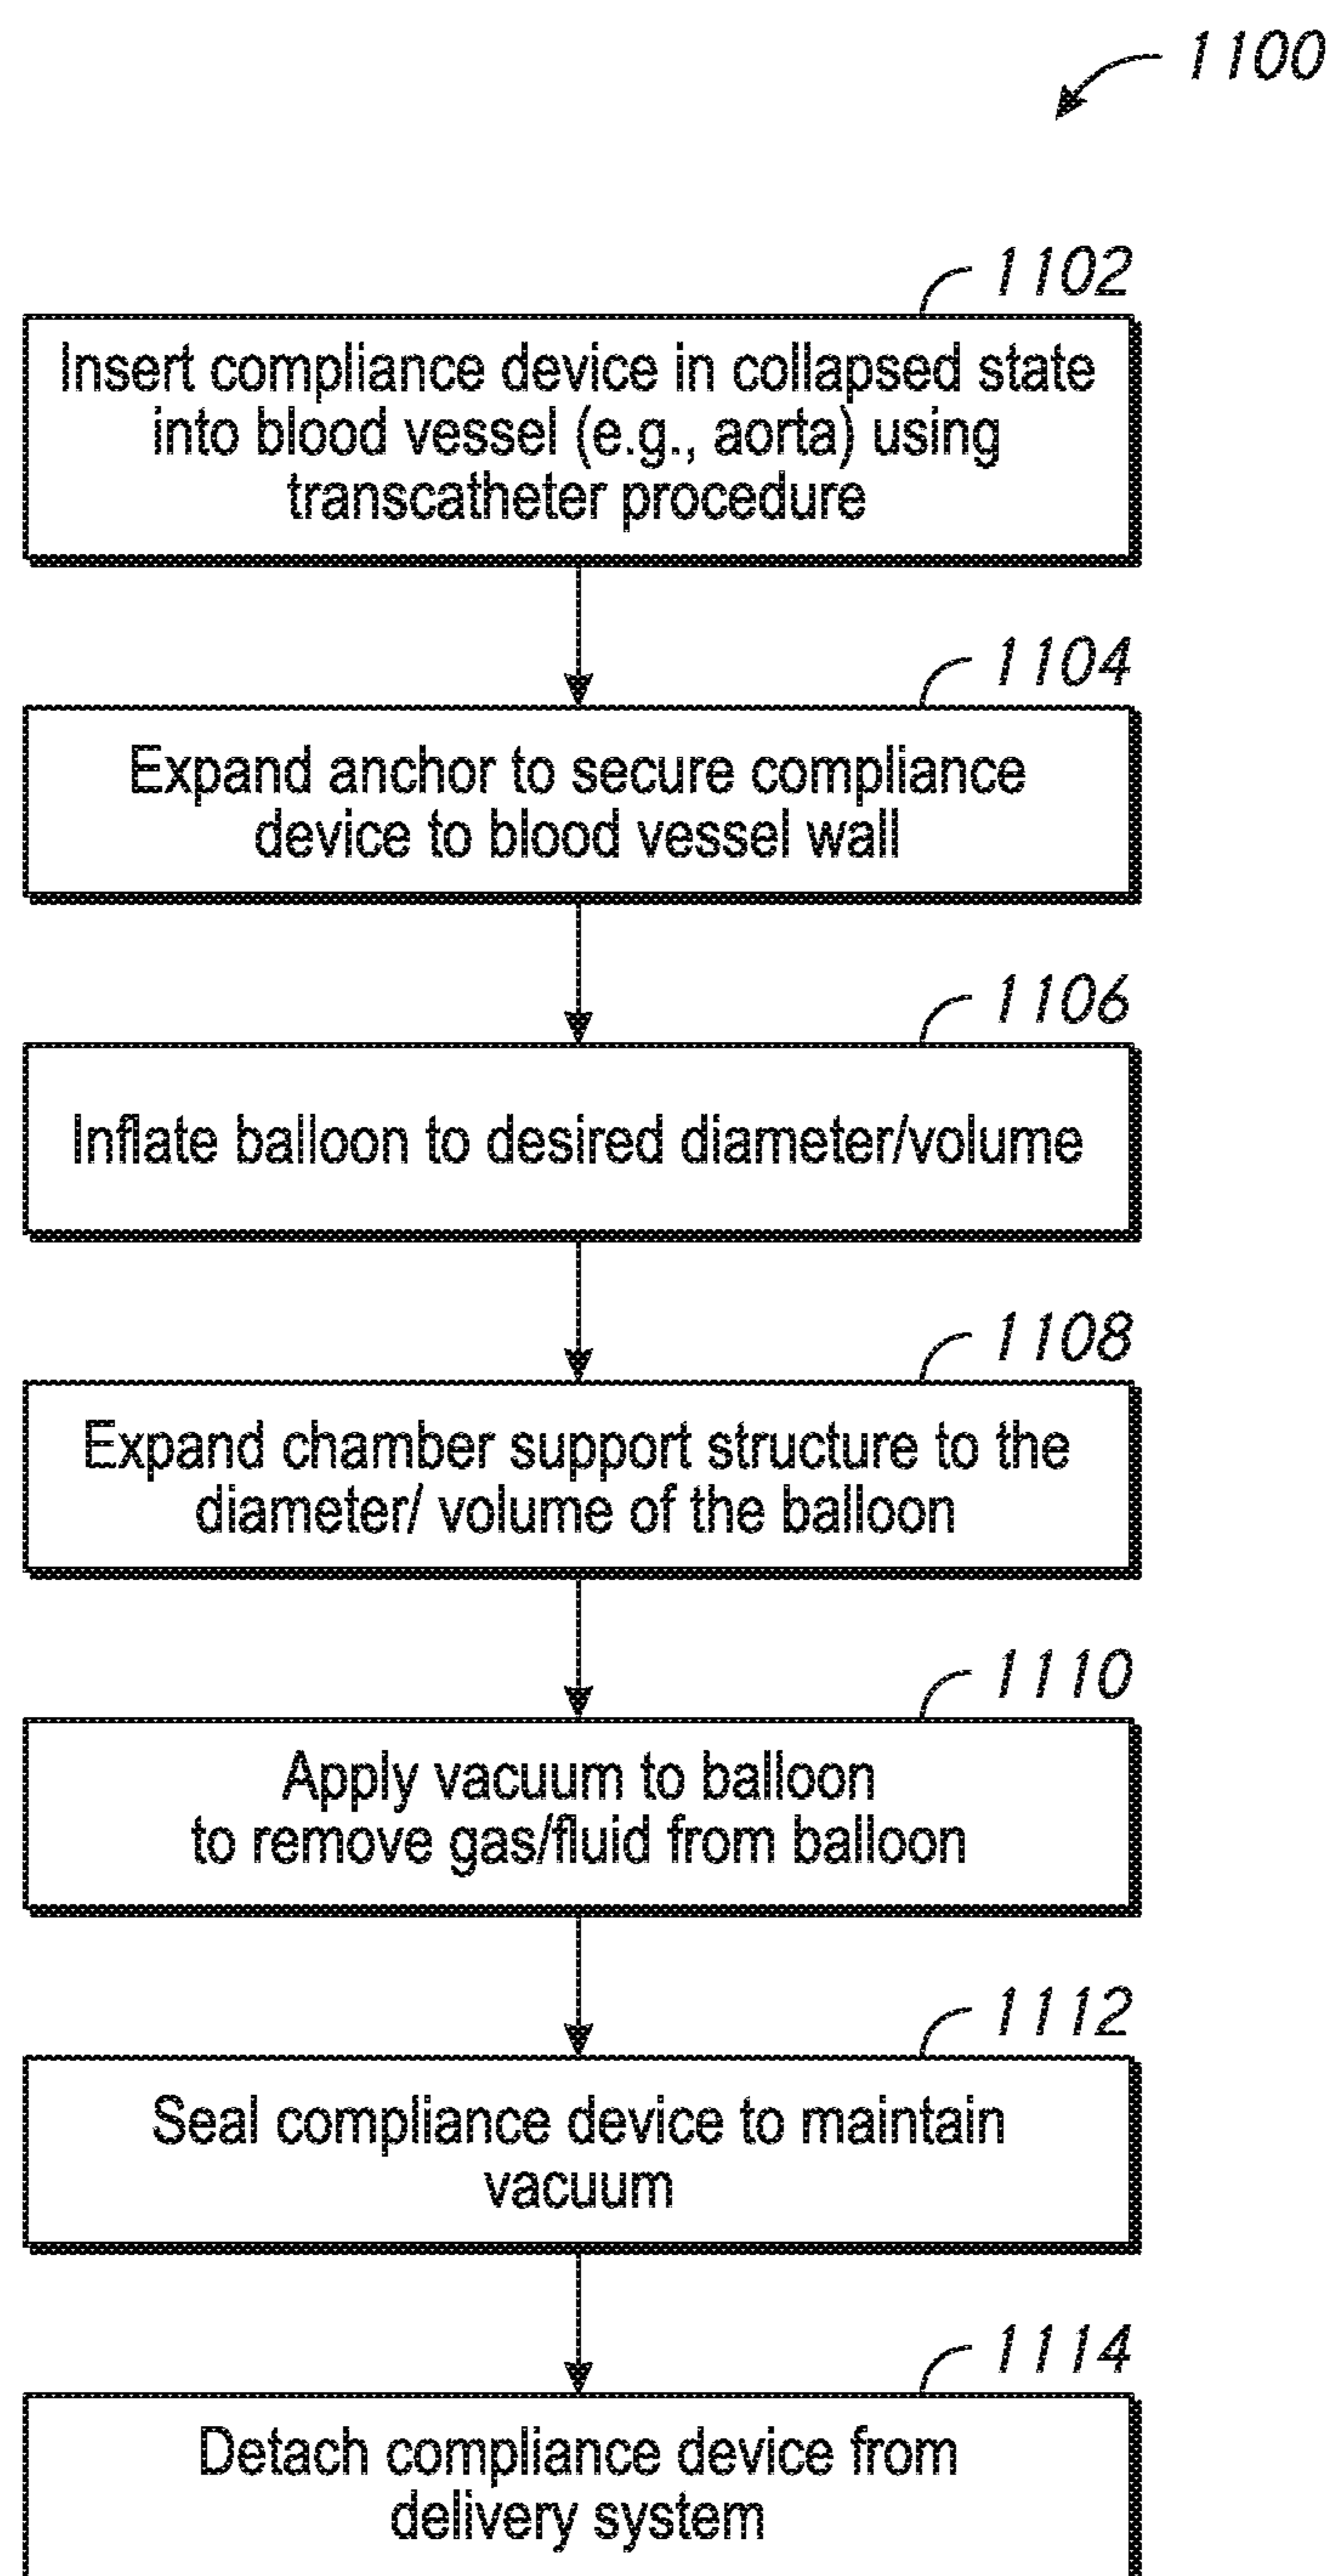 1100
1102
Insert compliance device in collapsed state
into blood vessel (e.g., aorta) using
transcatheter procedure
1104
Expand anchor to secure compliance
device to blood vessel wall
1106
Inflate balloon to desired diameter/volume
1108
Expand chamber support structure to the
diameter/ volume of the balloon
1110
Apply vacuum to balloon
to remove gas/fluid from balloon
1112
Seal compliance device to maintain
vacuum
1114
Detach compliance device from
delivery system